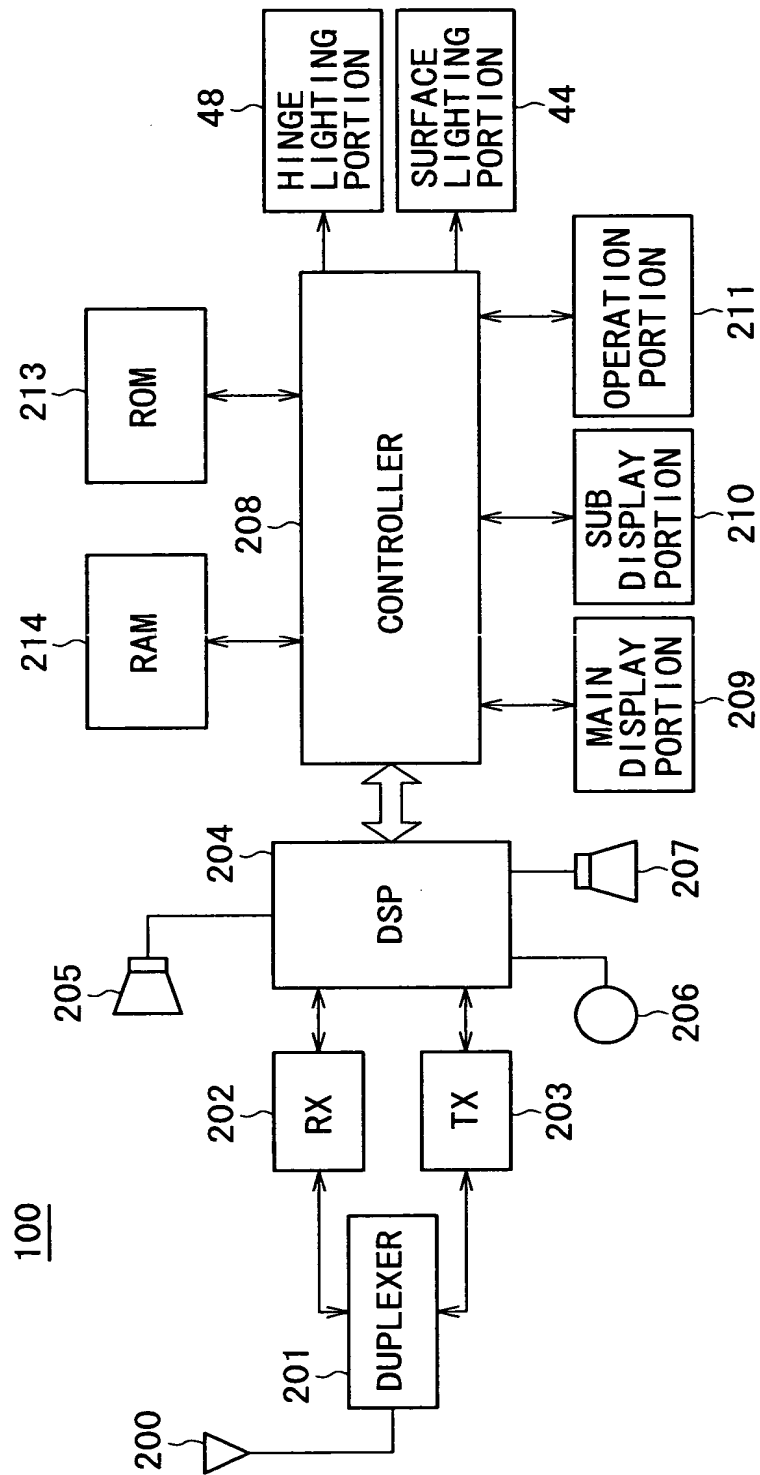 100
200
201
DUPLEXER
202
RX
TX
203
205
204
DSP
206
207
214
RAM
213
ROM
208
CONTROLLER
48
HINGE
LIGHTING
PORTION
SURFACE
LIGHTING
PORTION
44
MAIN
DISPLAY
PORTION
209
SUB
DISPLAY
PORTION
210
OPERATION
PORTION
211